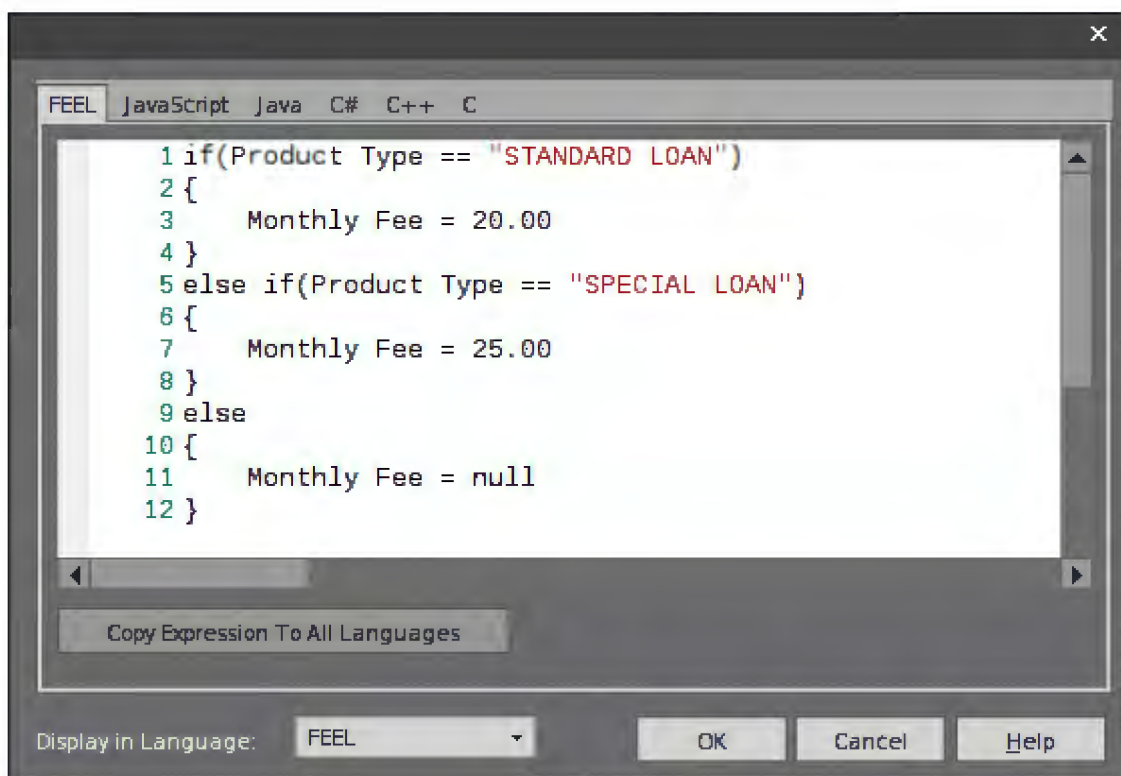 ×
FEEL JavaScript Java C# C++ C
1 if(Product Type == "STANDARD LOAN")
2 {
3     Monthly Fee = 20.00
4 }
5 else if(Product Type == "SPECIAL LOAN")
6 {
7     Monthly Fee = 25.00
8 }
9 else
10 {
11     Monthly Fee = null
12 }
Copy Expression To All Languages
Display in Language: FEEL OK Cancel Help